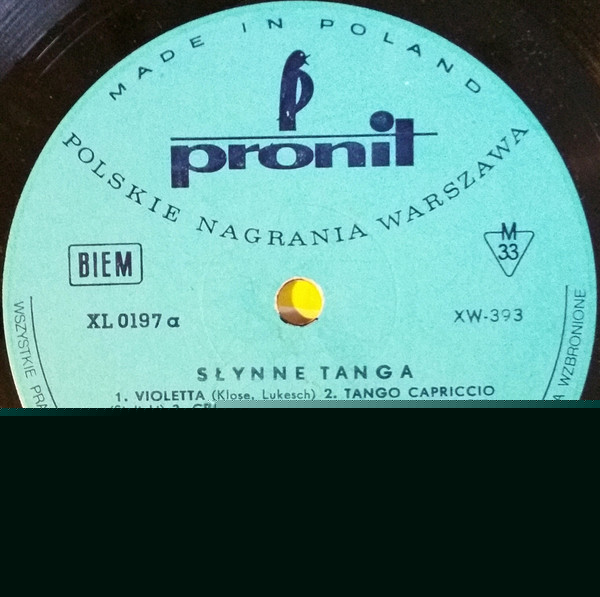 MADE IN POLAND
pronit
POLSKIE NAGRANIA WARSZAWA
BIEM
M
33
XL 0197 a
XW-393
SŁYNNE TANGA
1. VIOLETTA (Klose, Lukesch) 2. TANGO CAPRICCIO
WSZYSTKIE
WZBRONIONE